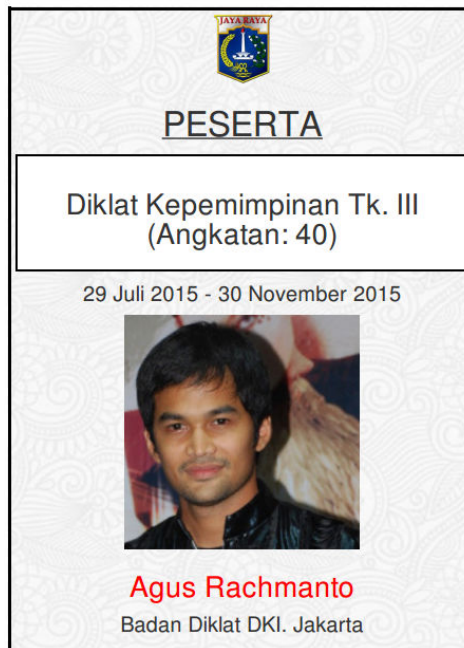 JAYA RAYA
PESERTA
Diklat Kepemimpinan Tk. III
(Angkatan: 40)
29 Juli 2015 - 30 November 2015
Agus Rachmanto
Badan Diklat DKI. Jakarta